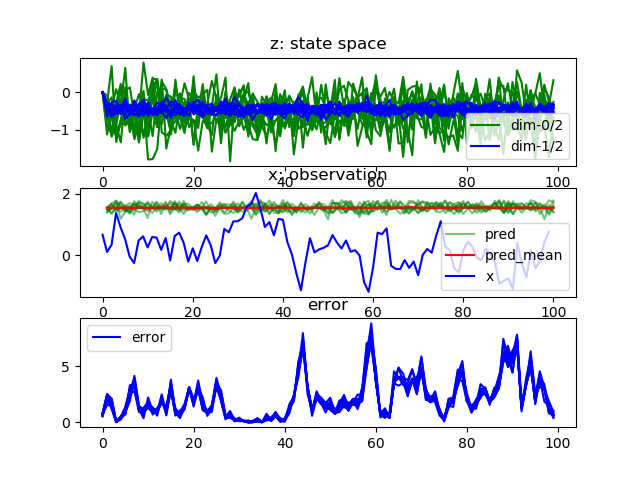 z: state space
0
−1
dim-0/2
dim-1/2
0 20 40 60 80 100
x: observation
2
0
pred
pred_mean
x
0 20 40 60 80 100
error
error
5
0
0 20 40 60 80 100